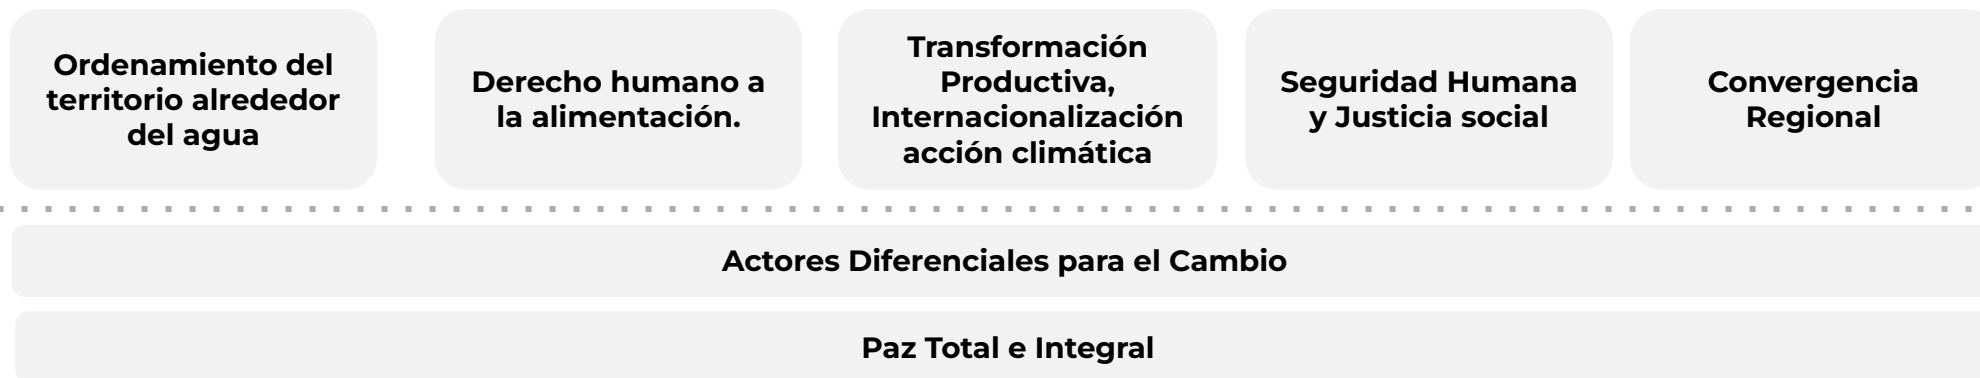 Ordenamiento del
territorio alrededor
del agua
Derecho humano a
la alimentación.
Transformación
Productiva,
Internacionalización
acción climática
Seguridad Humana
y Justicia social
Convergencia
Regional
Actores Diferenciales para el Cambio
Paz Total e Integral